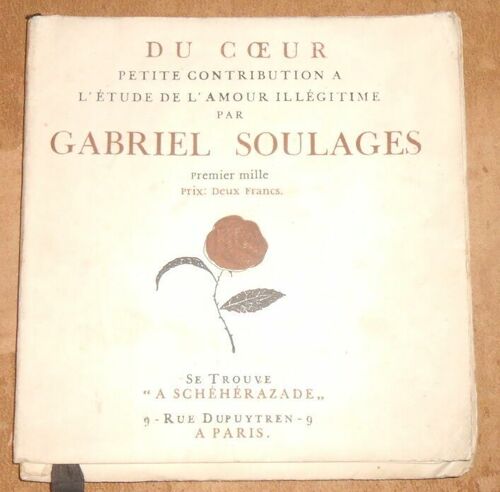 DU CŒUR
PETITE CONTRIBUTION A
L'ÉTUDE DE L'AMOUR ILLÉGITIME
PAR
GABRIEL SOULAGES
Premier mille
Prix: Deux Francs.
SE TROUVE
“A SCHÉHÉRAZADE„
9 - RUE DUPUYTREN - 9
A PARIS.